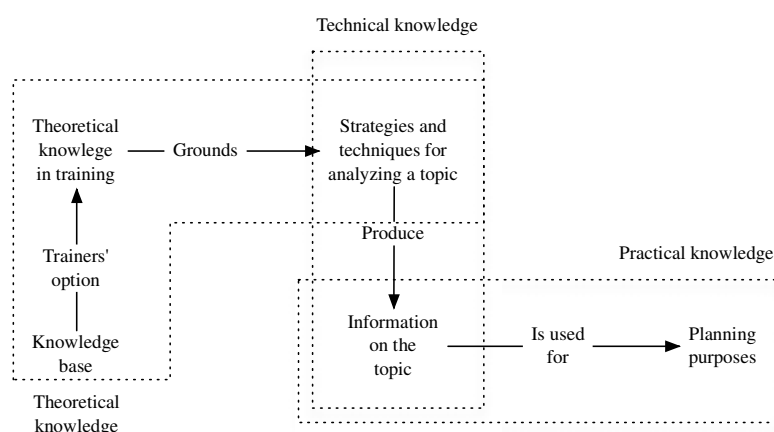 Technical knowledge
Theoretical
knowlege
in training
Grounds
Strategies and
techniques for
analyzing a topic
Produce
Trainers'
option
Practical knowledge
Knowledge
base
Information
on the
topic
Is used
for
Planning
purposes
Theoretical
knowledge